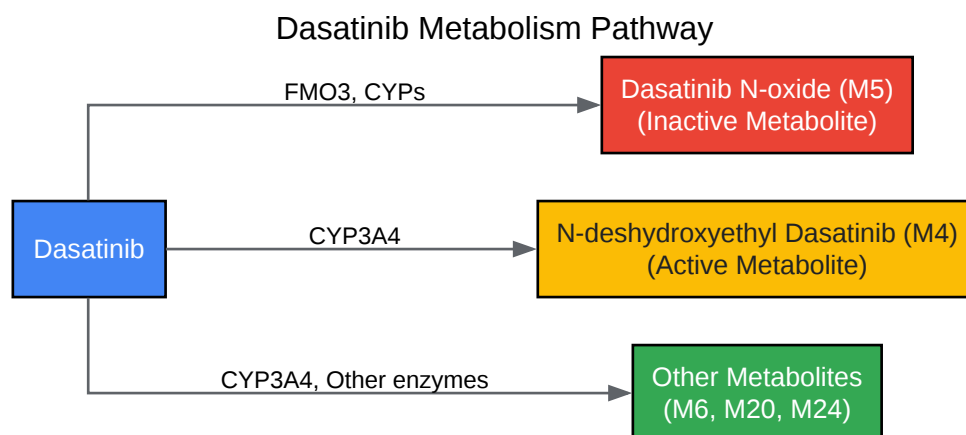 Dasatinib Metabolism Pathway
FMO3, CYPs
Dasatinib N-oxide (M5)
(Inactive Metabolite)
Dasatinib
CYP3A4
N-deshydroxyethyl Dasatinib (M4)
(Active Metabolite)
CYP3A4, Other enzymes
Other Metabolites
(M6, M20, M24)